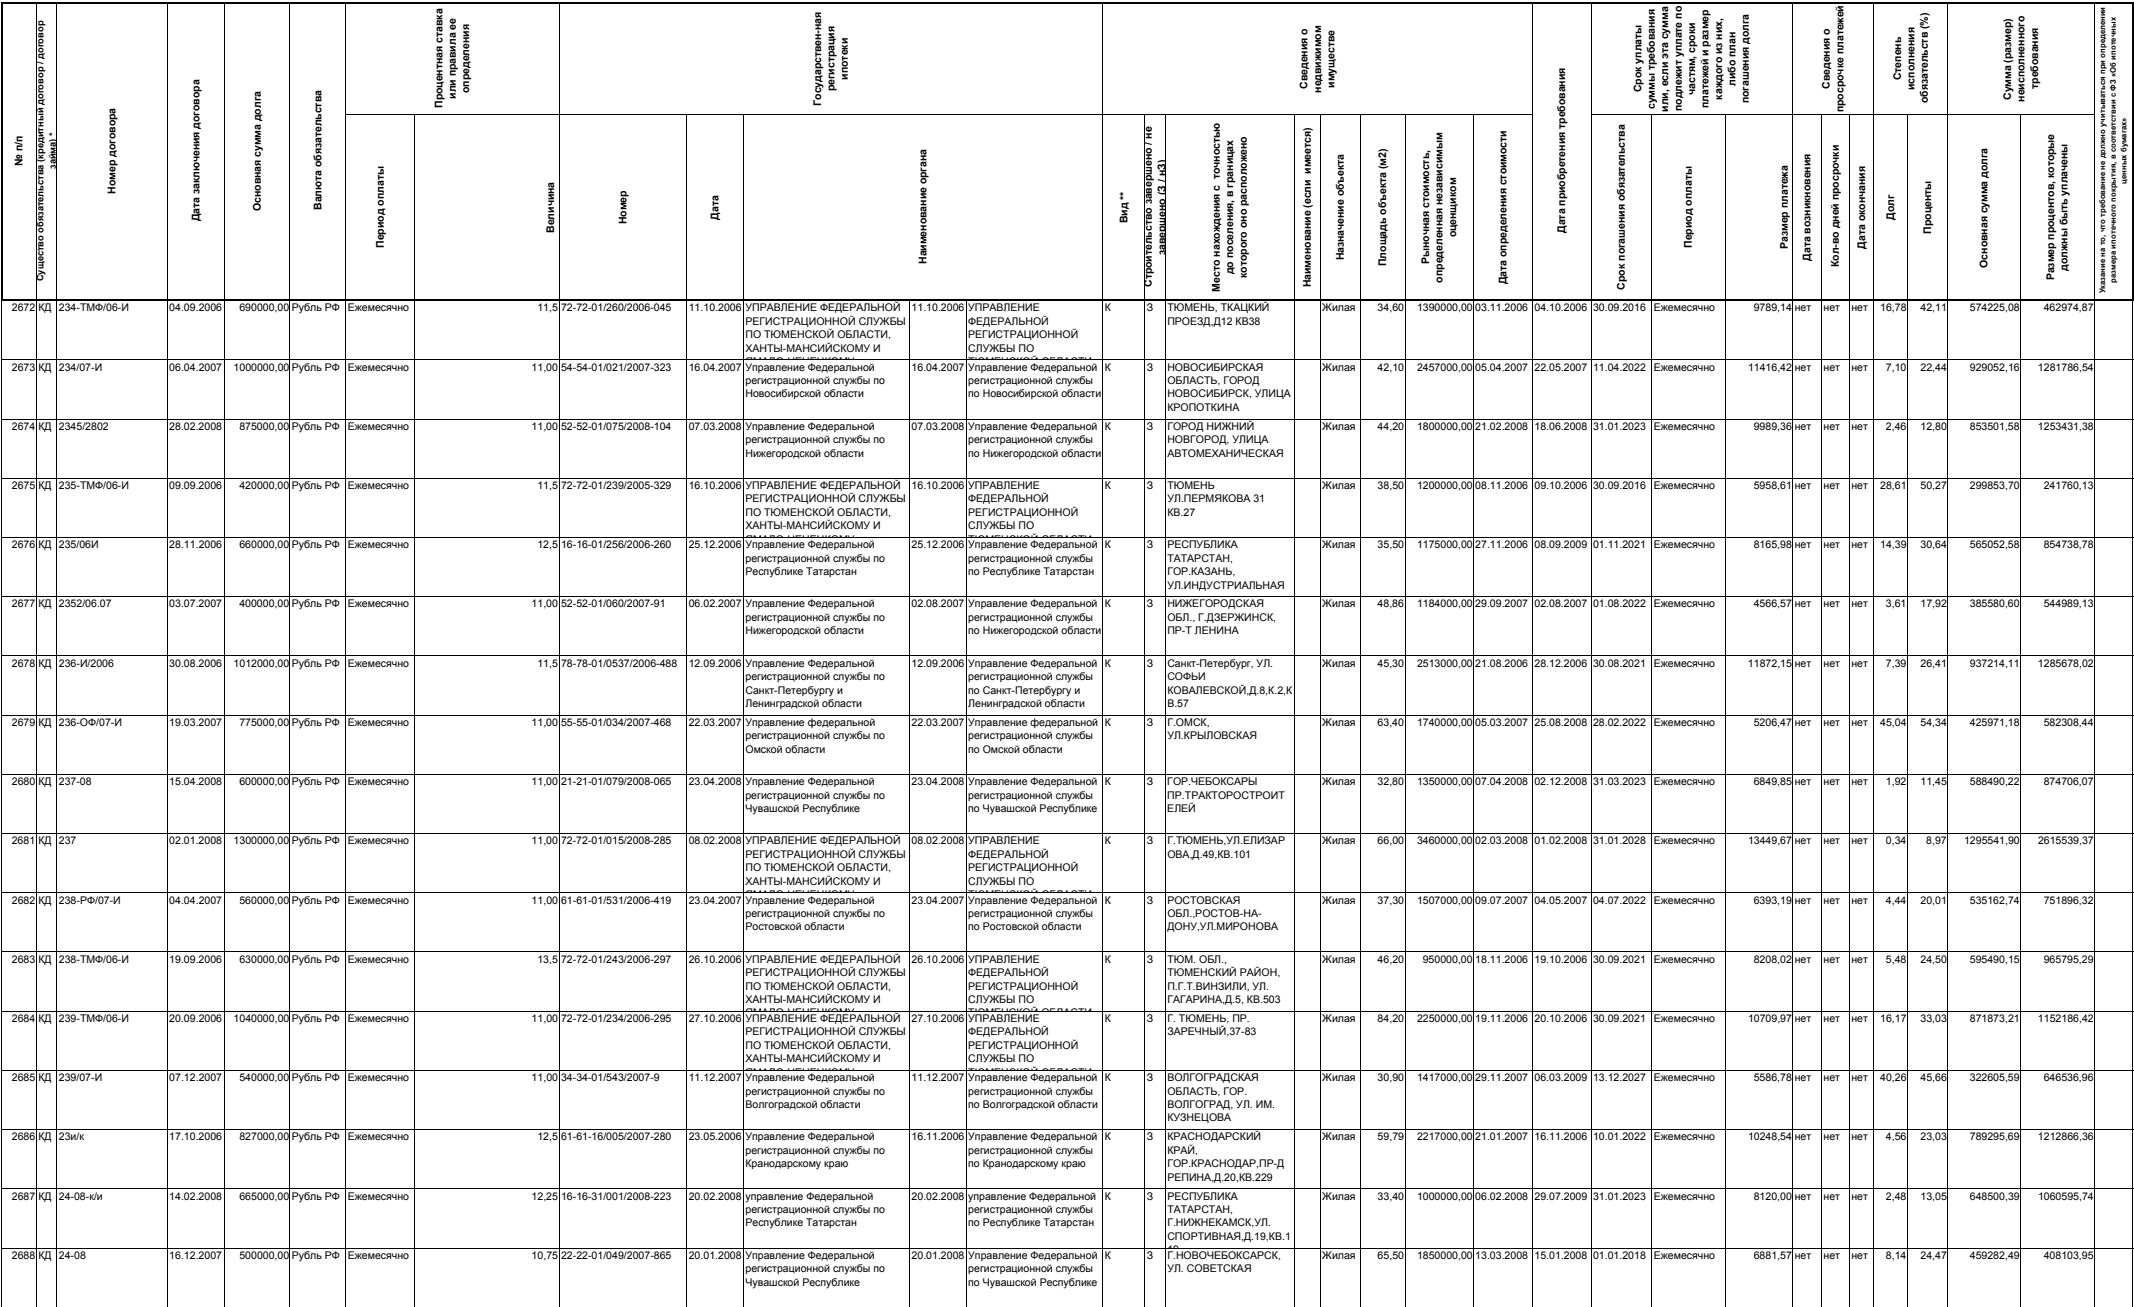 № п/п
Существо обязательства (кредитный договор / договор займа) *
Номер договора
Дата заключения договора
Основная сумма долга
Валюта обязательства
Процентная ставка или правила ее определения
Период оплаты
Величина
Государствен-ная регистрация ипотеки
Номер
Дата
Наименование органа
Сведения о недвижимом имуществе
Вид **
Строительство завершено / не завершено (З / нЗ)
Место нахождения с точностью до поселения, в границах которого оно расположено
Наименование (если имеется)
Назначение объекта
Площадь объекта (м2)
Рыночная стоимость, определенная независимым оценщиком
Дата определения стоимости
Дата приобретения требования
Срок уплаты суммы требования или, если эта сумма подлежит уплате по частям, сроки платежей и размер каждого из них, либо план погашения долга
Срок погашения обязательства
Период оплаты
Размер платежа
Сведения о просрочке платежей
Дата возникновения
Кол-во дней просрочки
Дата окончания
Степень исполнения обязательств (%)
Долг
Проценты
Сумма (размер) неисполненного требования
Основная сумма долга
Размер процентов, которые должны быть уплачены
Указание на то, что требование не должно учитываться при определении размера ипотечного покрытия, в соответствии с ФЗ «Об ипотечных ценных бумагах»
2672 КД 234-ТМФ/06-И 04.09.2006 690000,00 Рубль РФ Ежемесячно 11,5 72-72-01/260/2006-045 11.10.2006 УПРАВЛЕНИЕ ФЕДЕРАЛЬНОЙ РЕГИСТРАЦИОННОЙ СЛУЖБЫ ПО ТЮМЕНСКОЙ ОБЛАСТИ, ХАНТЫ-МАНСИЙСКОМУ И 11.10.2006 УПРАВЛЕНИЕ ФЕДЕРАЛЬНОЙ РЕГИСТРАЦИОННОЙ СЛУЖБЫ ПО К З ТЮМЕНЬ, ТКАЦКИЙ ПРОЕЗД,Д12 КВ38 Жилая 34,60 1390000,00 03.11.2006 04.10.2006 30.09.2016 Ежемесячно 9789,14 нет нет нет 16,78 42,11 574225,08 462974,87
2673 КД 234/07-И 06.04.2007 1000000,00 Рубль РФ Ежемесячно 11,00 54-54-01/021/2007-323 16.04.2007 Управление Федеральной регистрационной службы по Новосибирской области 16.04.2007 Управление Федеральной регистрационной службы по Новосибирской области К З НОВОСИБИРСКАЯ ОБЛАСТЬ, ГОРОД НОВОСИБИРСК, УЛИЦА КРОПОТКИНА Жилая 42,10 2457000,00 05.04.2007 22.05.2007 11.04.2022 Ежемесячно 11416,42 нет нет нет 7,10 22,44 929052,16 1281786,54
2674 КД 2345/2802 28.02.2008 875000,00 Рубль РФ Ежемесячно 11,00 52-52-01/075/2008-104 07.03.2008 Управление Федеральной регистрационной службы по Нижегородской области 07.03.2008 Управление Федеральной регистрационной службы по Нижегородской области К З ГОРОД НИЖНИЙ НОВГОРОД, УЛИЦА АВТОМЕХАНИЧЕСКАЯ Жилая 44,20 1800000,00 21.02.2008 18.06.2008 31.01.2023 Ежемесячно 9989,36 нет нет нет 2,46 12,80 853501,58 1253431,38
2675 КД 235-ТМФ/06-И 09.09.2006 420000,00 Рубль РФ Ежемесячно 11,5 72-72-01/239/2005-329 16.10.2006 УПРАВЛЕНИЕ ФЕДЕРАЛЬНОЙ РЕГИСТРАЦИОННОЙ СЛУЖБЫ ПО ТЮМЕНСКОЙ ОБЛАСТИ, ХАНТЫ-МАНСИЙСКОМУ И 16.10.2006 УПРАВЛЕНИЕ ФЕДЕРАЛЬНОЙ РЕГИСТРАЦИОННОЙ СЛУЖБЫ ПО К З ТЮМЕНЬ УЛ.ПЕРМЯКОВА 31 КВ.27 Жилая 38,50 1200000,00 08.11.2006 09.10.2006 30.09.2016 Ежемесячно 5958,61 нет нет нет 28,61 50,27 299853,70 241760,13
2676 КД 235/06И 28.11.2006 660000,00 Рубль РФ Ежемесячно 12,5 16-16-01/256/2006-260 25.12.2006 Управление Федеральной регистрационной службы по Республике Татарстан 25.12.2006 Управление Федеральной регистрационной службы по Республике Татарстан К З РЕСПУБЛИКА ТАТАРСТАН, ГОР.КАЗАНЬ, УЛ.ИНДУСТРИАЛЬНАЯ Жилая 35,50 1175000,00 27.11.2006 08.09.2009 01.11.2021 Ежемесячно 8165,98 нет нет нет 14,39 30,64 565052,58 854738,78
2677 КД 2352/06.07 03.07.2007 400000,00 Рубль РФ Ежемесячно 11,00 52-52-01/060/2007-91 06.02.2007 Управление Федеральной регистрационной службы по Нижегородской области 02.08.2007 Управление Федеральной регистрационной службы по Нижегородской области К З НИЖЕГОРОДСКАЯ ОБЛ., Г.ДЗЕРЖИНСК, ПР-Т ЛЕНИНА Жилая 48,86 1184000,00 29.09.2007 02.08.2007 01.08.2022 Ежемесячно 4566,57 нет нет нет 3,61 17,92 385580,60 544989,13
2678 КД 236-И/2006 30.08.2006 1012000,00 Рубль РФ Ежемесячно 11,5 78-78-01/0537/2006-488 12.09.2006 Управление Федеральной регистрационной службы по Санкт-Петербургу и Ленинградской области 12.09.2006 Управление Федеральной регистрационной службы по Санкт-Петербургу и Ленинградской области К З Санкт-Петербург, УЛ. СОФЬИ КОВАЛЕВСКОЙ,Д.8,К.2,К В.57 Жилая 45,30 2513000,00 21.08.2006 28.12.2006 30.08.2021 Ежемесячно 11872,15 нет нет нет 7,39 26,41 937214,11 1285678,02
2679 КД 236-ОФ/07-И 19.03.2007 775000,00 Рубль РФ Ежемесячно 11,00 55-55-01/034/2007-468 22.03.2007 Управление федеральной регистрационной службы по Омской области 22.03.2007 Управление федеральной регистрационной службы по Омской области К З Г.ОМСК, УЛ.КРЫЛОВСКАЯ Жилая 63,40 1740000,00 05.03.2007 25.08.2008 28.02.2022 Ежемесячно 5206,47 нет нет нет 45,04 54,34 425971,18 582308,44
2680 КД 237-08 15.04.2008 600000,00 Рубль РФ Ежемесячно 11,00 21-21-01/079/2008-065 23.04.2008 Управление Федеральной регистрационной службы по Чувашской Республике 23.04.2008 Управление Федеральной регистрационной службы по Чувашской Республике К З ГОР.ЧЕБОКСАРЫ ПР.ТРАКТОРОСТРОИТ ЕЛЕЙ Жилая 32,80 1350000,00 07.04.2008 02.12.2008 31.03.2023 Ежемесячно 6849,85 нет нет нет 1,92 11,45 588490,22 874706,07
2681 КД 237 02.01.2008 1300000,00 Рубль РФ Ежемесячно 11,00 72-72-01/015/2008-285 08.02.2008 УПРАВЛЕНИЕ ФЕДЕРАЛЬНОЙ РЕГИСТРАЦИОННОЙ СЛУЖБЫ ПО ТЮМЕНСКОЙ ОБЛАСТИ, ХАНТЫ-МАНСИЙСКОМУ И 08.02.2008 УПРАВЛЕНИЕ ФЕДЕРАЛЬНОЙ РЕГИСТРАЦИОННОЙ СЛУЖБЫ ПО К З Г.ТЮМЕНЬ,УЛ.ЕЛИЗАР ОВА,Д.49,КВ.101 Жилая 66,00 3460000,00 02.03.2008 01.02.2008 31.01.2028 Ежемесячно 13449,67 нет нет нет 0,34 8,97 1295541,90 2615539,37
2682 КД 238-РФ/07-И 04.04.2007 560000,00 Рубль РФ Ежемесячно 11,00 61-61-01/531/2006-419 23.04.2007 Управление Федеральной регистрационной службы по Ростовской области 23.04.2007 Управление Федеральной регистрационной службы по Ростовской области К З РОСТОВСКАЯ ОБЛ.,РОСТОВ-НА-ДОНУ,УЛ.МИРОНОВА Жилая 37,30 1507000,00 09.07.2007 04.05.2007 04.07.2022 Ежемесячно 6393,19 нет нет нет 4,44 20,01 535162,74 751896,32
2683 КД 238-ТМФ/06-И 19.09.2006 630000,00 Рубль РФ Ежемесячно 13,5 72-72-01/243/2006-297 26.10.2006 УПРАВЛЕНИЕ ФЕДЕРАЛЬНОЙ РЕГИСТРАЦИОННОЙ СЛУЖБЫ ПО ТЮМЕНСКОЙ ОБЛАСТИ, ХАНТЫ-МАНСИЙСКОМУ И 26.10.2006 УПРАВЛЕНИЕ ФЕДЕРАЛЬНОЙ РЕГИСТРАЦИОННОЙ СЛУЖБЫ ПО К З ТЮМ. ОБЛ., ТЮМЕНСКИЙ РАЙОН, П.Г.Т.ВИНЗИЛИ, УЛ. ГАГАРИНА,Д.5, КВ.503 Жилая 46,20 950000,00 18.11.2006 19.10.2006 30.09.2021 Ежемесячно 8208,02 нет нет нет 5,48 24,50 595490,15 965795,29
2684 КД 239-ТМФ/06-И 20.09.2006 1040000,00 Рубль РФ Ежемесячно 11,00 72-72-01/234/2006-295 27.10.2006 УПРАВЛЕНИЕ ФЕДЕРАЛЬНОЙ РЕГИСТРАЦИОННОЙ СЛУЖБЫ ПО ТЮМЕНСКОЙ ОБЛАСТИ, ХАНТЫ-МАНСИЙСКОМУ И 27.10.2006 УПРАВЛЕНИЕ ФЕДЕРАЛЬНОЙ РЕГИСТРАЦИОННОЙ СЛУЖБЫ ПО К З Г. ТЮМЕНЬ, ПР. ЗАРЕЧНЫЙ,37-83 Жилая 84,20 2250000,00 19.11.2006 20.10.2006 30.09.2021 Ежемесячно 10709,97 нет нет нет 16,17 33,03 871873,21 1152186,42
2685 КД 239/07-И 07.12.2007 540000,00 Рубль РФ Ежемесячно 11,00 34-34-01/543/2007-9 11.12.2007 Управление Федеральной регистрационной службы по Волгоградской области 11.12.2007 Управление Федеральной регистрационной службы по Волгоградской области К З ВОЛГОГРАДСКАЯ ОБЛАСТЬ, ГОР. ВОЛГОГРАД, УЛ. ИМ. КУЗНЕЦОВА Жилая 30,90 1417000,00 29.11.2007 06.03.2009 13.12.2027 Ежемесячно 5586,78 нет нет нет 40,26 45,66 322605,59 646536,96
2686 КД 23и/к 17.10.2006 827000,00 Рубль РФ Ежемесячно 12,5 61-61-16/005/2007-280 23.05.2006 Управление Федеральной регистрационной службы по Кранодарскому краю 16.11.2006 Управление Федеральной регистрационной службы по Кранодарскому краю К З КРАСНОДАРСКИЙ КРАЙ, ГОР.КРАСНОДАР,ПР-Д РЕПИНА,Д.20,КВ.229 Жилая 59,79 2217000,00 21.01.2007 16.11.2006 10.01.2022 Ежемесячно 10248,54 нет нет нет 4,56 23,03 789295,69 1212866,36
2687 КД 24-08-к/и 14.02.2008 665000,00 Рубль РФ Ежемесячно 12,25 16-16-31/001/2008-223 20.02.2008 управление Федеральной регистрационной службы по Республике Татарстан 20.02.2008 управление Федеральной регистрационной службы по Республике Татарстан К З РЕСПУБЛИКА ТАТАРСТАН, Г.НИЖНЕКАМСК,УЛ. СПОРТИВНАЯ,Д.19,КВ.1 Жилая 33,40 1000000,00 06.02.2008 29.07.2009 31.01.2023 Ежемесячно 8120,00 нет нет нет 2,48 13,05 648500,39 1060595,74
2688 КД 24-08 16.12.2007 500000,00 Рубль РФ Ежемесячно 10,75 22-22-01/049/2007-865 20.01.2008 Управление Федеральной регистрационной службы по Чувашской Республике 20.01.2008 Управление Федеральной регистрационной службы по Чувашской Республике К З Г.НОВОЧЕБОКСАРСК, УЛ. СОВЕТСКАЯ Жилая 65,50 1850000,00 13.03.2008 15.01.2008 01.01.2018 Ежемесячно 6881,57 нет нет нет 8,14 24,47 459282,49 408103,95